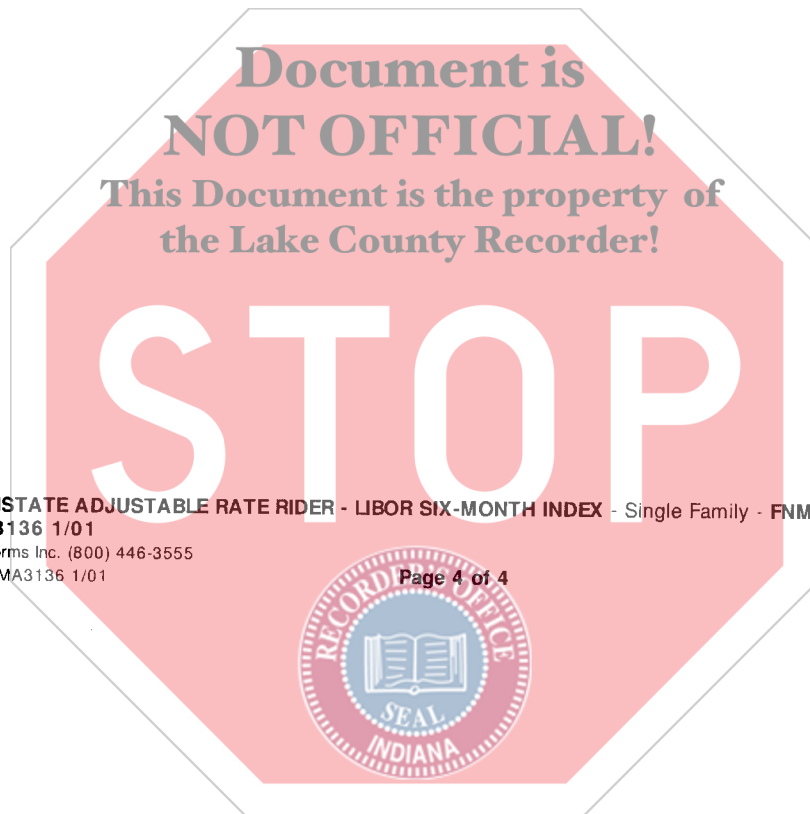 Document is
NOT OFFICIAL!
This Document is the property of
the Lake County Recorder!
STOP
STATE ADJUSTABLE RATE RIDER - LIBOR SIX-MONTH INDEX - Single Family - FNM
3136 1/01
rms Inc. (800) 446-3555
MA3136 1/01
Page 4 of 4
RECORDER'S OFFICE
SEAL
INDIANA